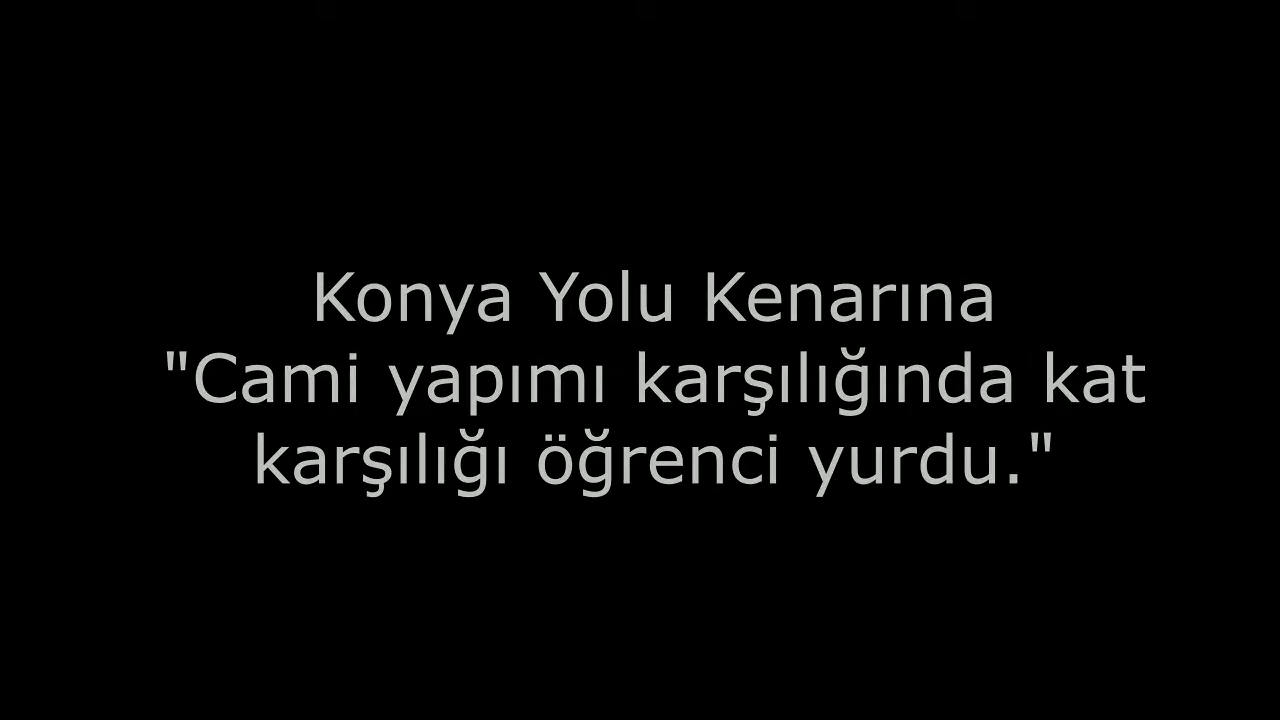 Konya Yolu Kenarına
"Cami yapımı karşılığında kat
karşılığı öğrenci yurdu."